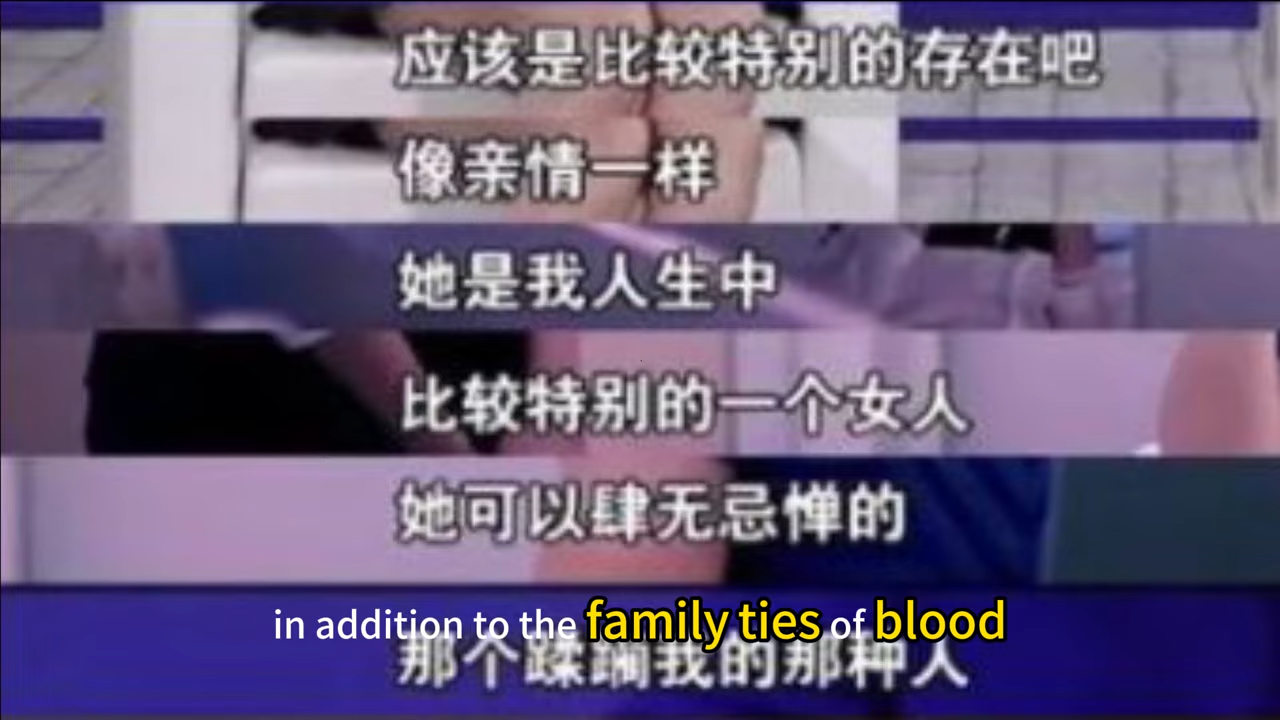 应该是比较特别的存在吧
像亲情一样
她是我人生中
比较特别的一个女人
她可以肆无忌惮的
in addition to the family ties of blood
那个蹂躏我的那种人